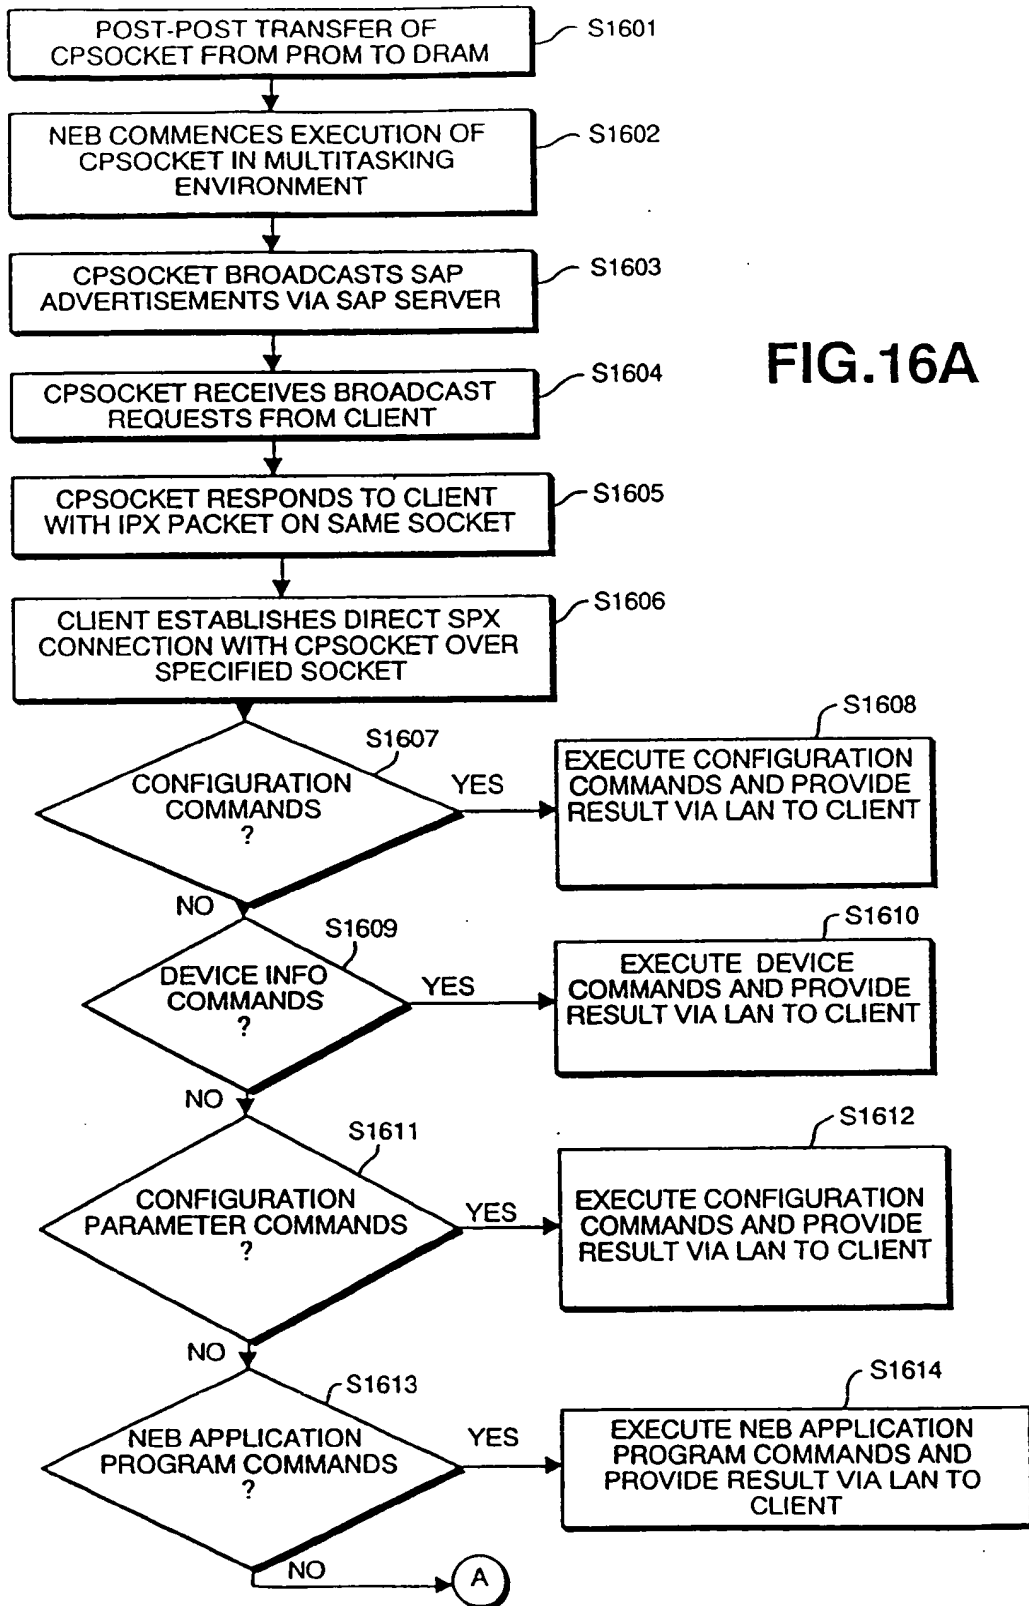 POST-POST TRANSFER OF
CPSOCKET FROM PROM TO DRAM
S1601
NEB COMMENCES EXECUTION OF
CPSOCKET IN MULTITASKING
ENVIRONMENT
S1602
CPSOCKET BROADCASTS SAP
ADVERTISEMENTS VIA SAP SERVER
S1603
FIG.16A
CPSOCKET RECEIVES BROADCAST
REQUESTS FROM CLIENT
S1604
CPSOCKET RESPONDS TO CLIENT
WITH IPX PACKET ON SAME SOCKET
S1605
CLIENT ESTABLISHES DIRECT SPX
CONNECTION WITH CPSOCKET OVER
SPECIFIED SOCKET
S1606
S1607
CONFIGURATION
COMMANDS
?
YES
S1608
EXECUTE CONFIGURATION
COMMANDS AND PROVIDE
RESULT VIA LAN TO CLIENT
NO
S1609
DEVICE INFO
COMMANDS
?
YES
S1610
EXECUTE DEVICE
COMMANDS AND PROVIDE
RESULT VIA LAN TO CLIENT
NO
S1611
CONFIGURATION
PARAMETER COMMANDS
?
YES
S1612
EXECUTE CONFIGURATION
COMMANDS AND PROVIDE
RESULT VIA LAN TO CLIENT
NO
S1613
NEB APPLICATION
PROGRAM COMMANDS
?
YES
S1614
EXECUTE NEB APPLICATION
PROGRAM COMMANDS AND
PROVIDE RESULT VIA LAN TO
CLIENT
NO
A